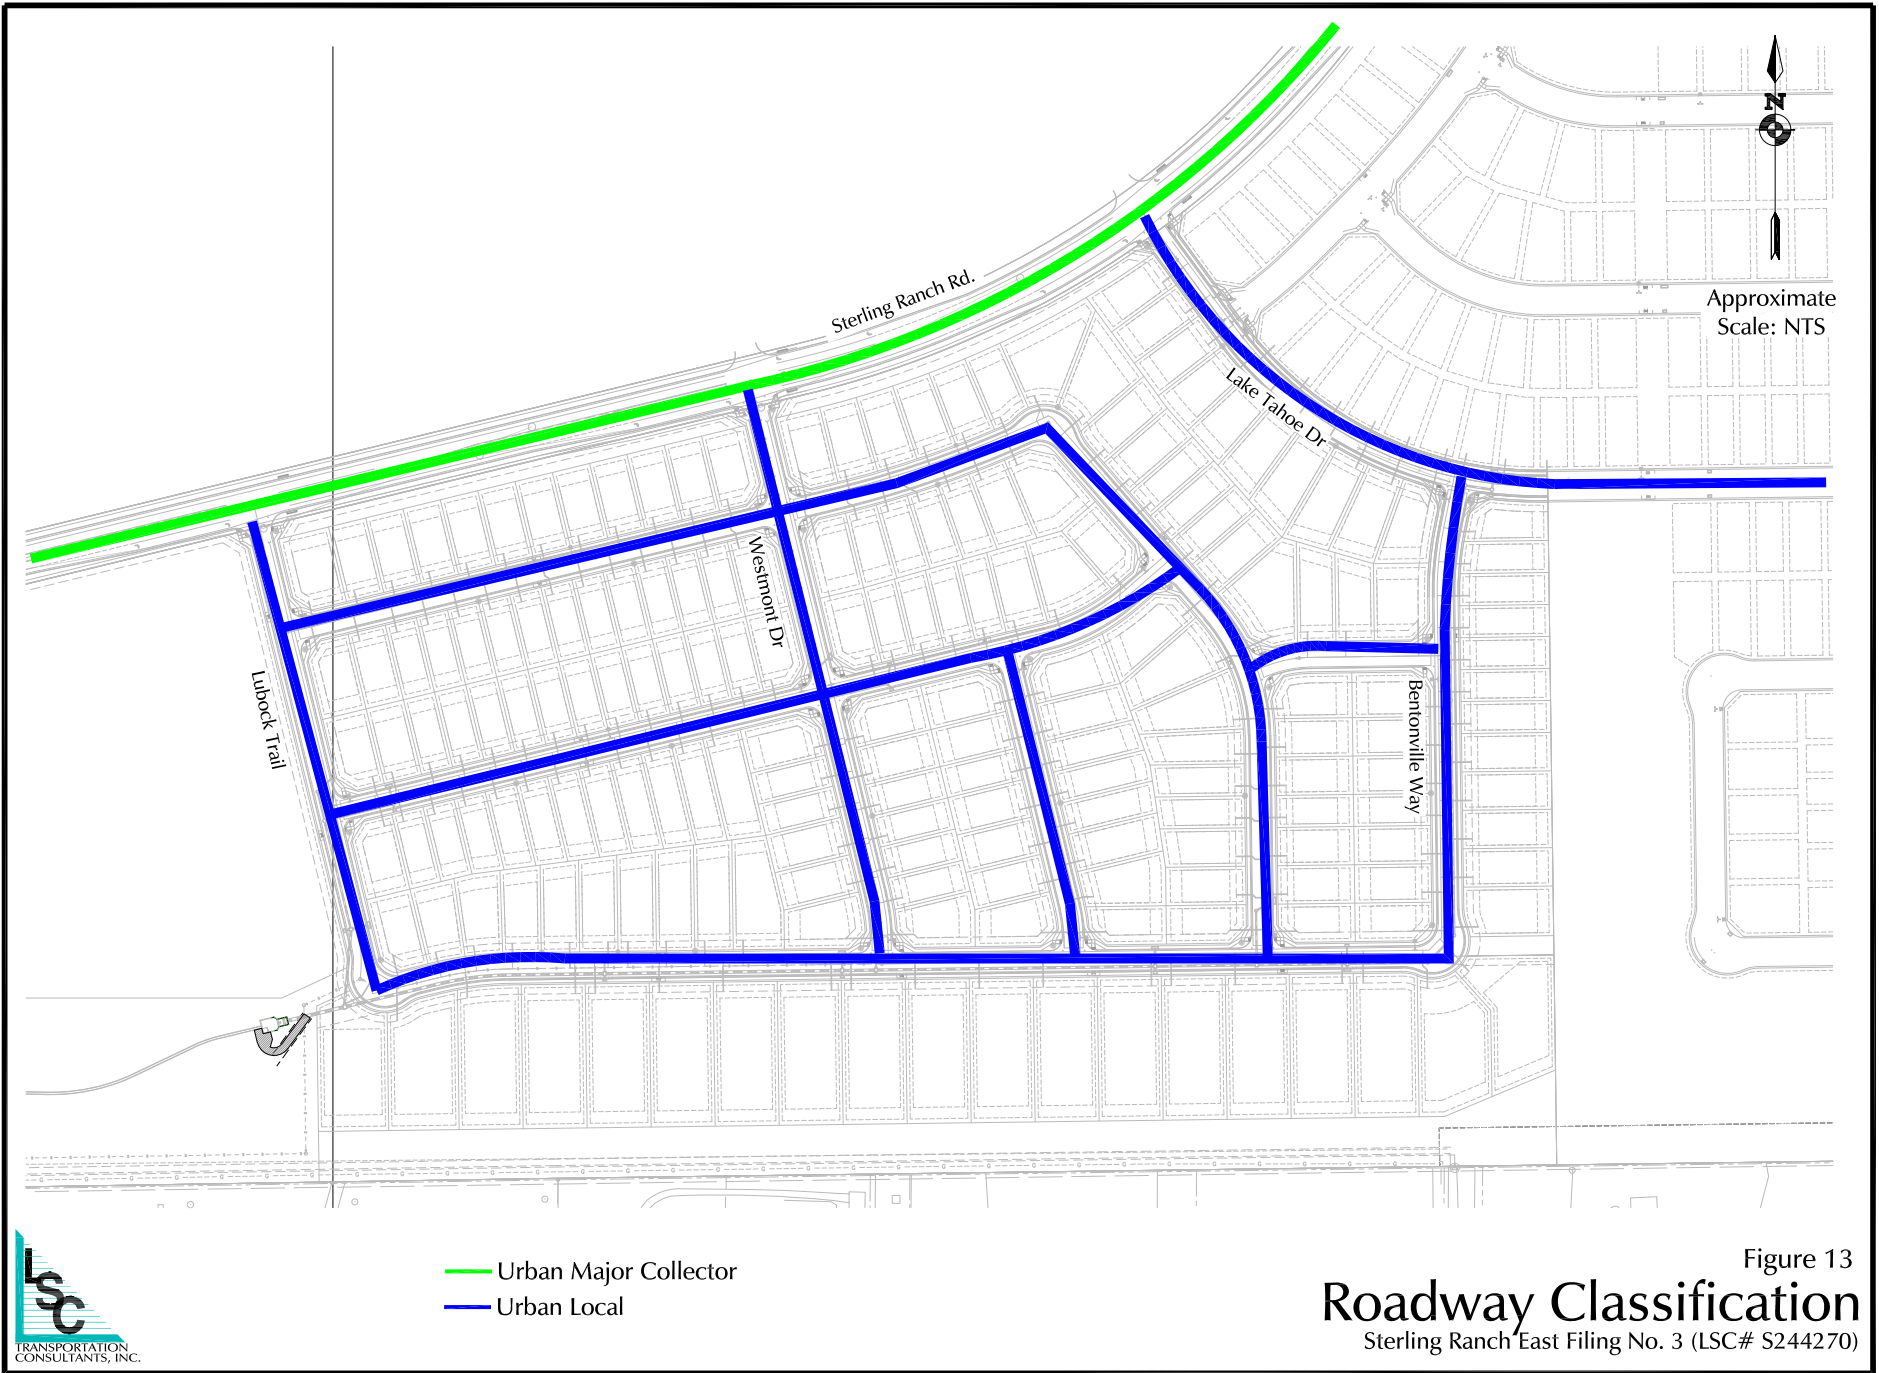 N
Approximate
Scale: NTS
Sterling Ranch Rd.
Lake Tahoe Dr
Westmont Dr
Lubock Trail
Bentonville Way
Urban Major Collector
Urban Local
LSC
TRANSPORTATION
CONSULTANTS, INC.
Figure 13
Roadway Classification
Sterling Ranch East Filing No. 3 (LSC# S244270)